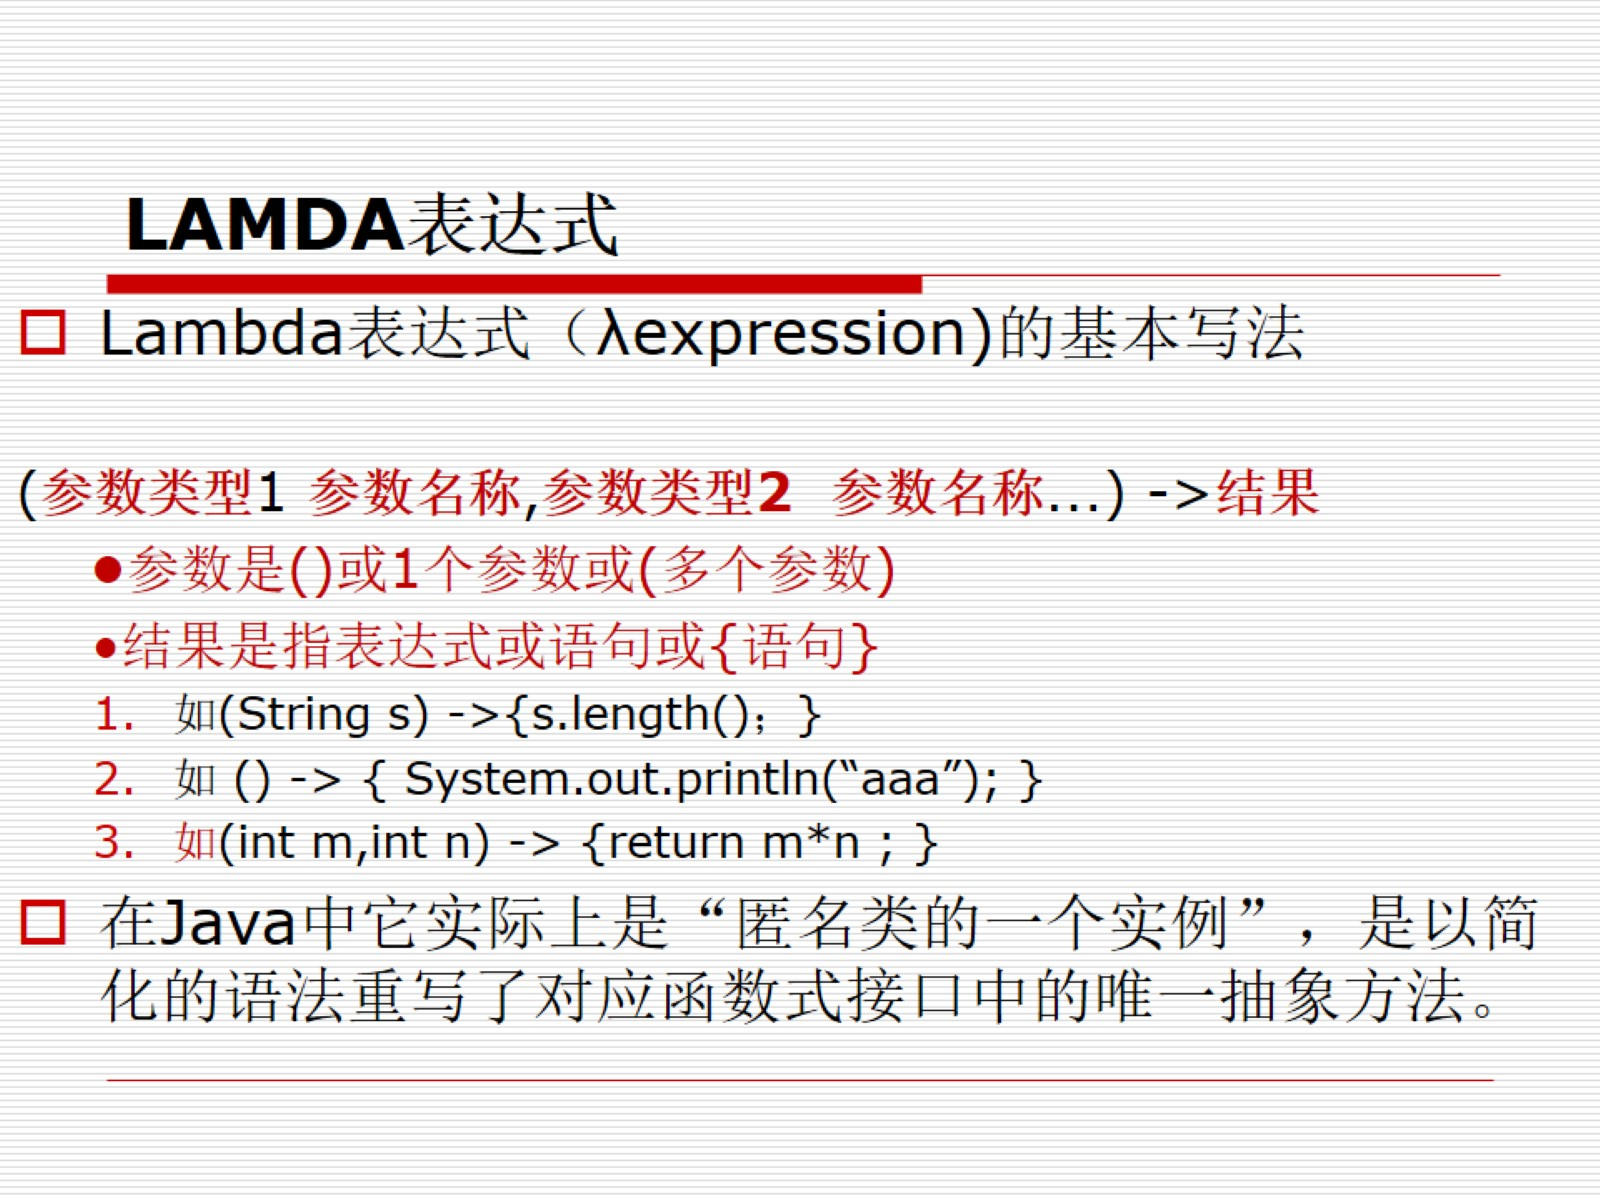 LAMDA表达式
Lambda表达式（λexpression)的基本写法
(参数类型1 参数名称,参数类型2  参数名称…) ->结果
●参数是()或1个参数或(多个参数)
•结果是指表达式或语句或{语句}
1. 如(String s) ->{s.length()；}
2. 如 () -> { System.out.println(“aaa”); }
3. 如(int m,int n) -> {return m*n ; }
在Java中它实际上是“匿名类的一个实例”，是以简
化的语法重写了对应函数式接口中的唯一抽象方法。